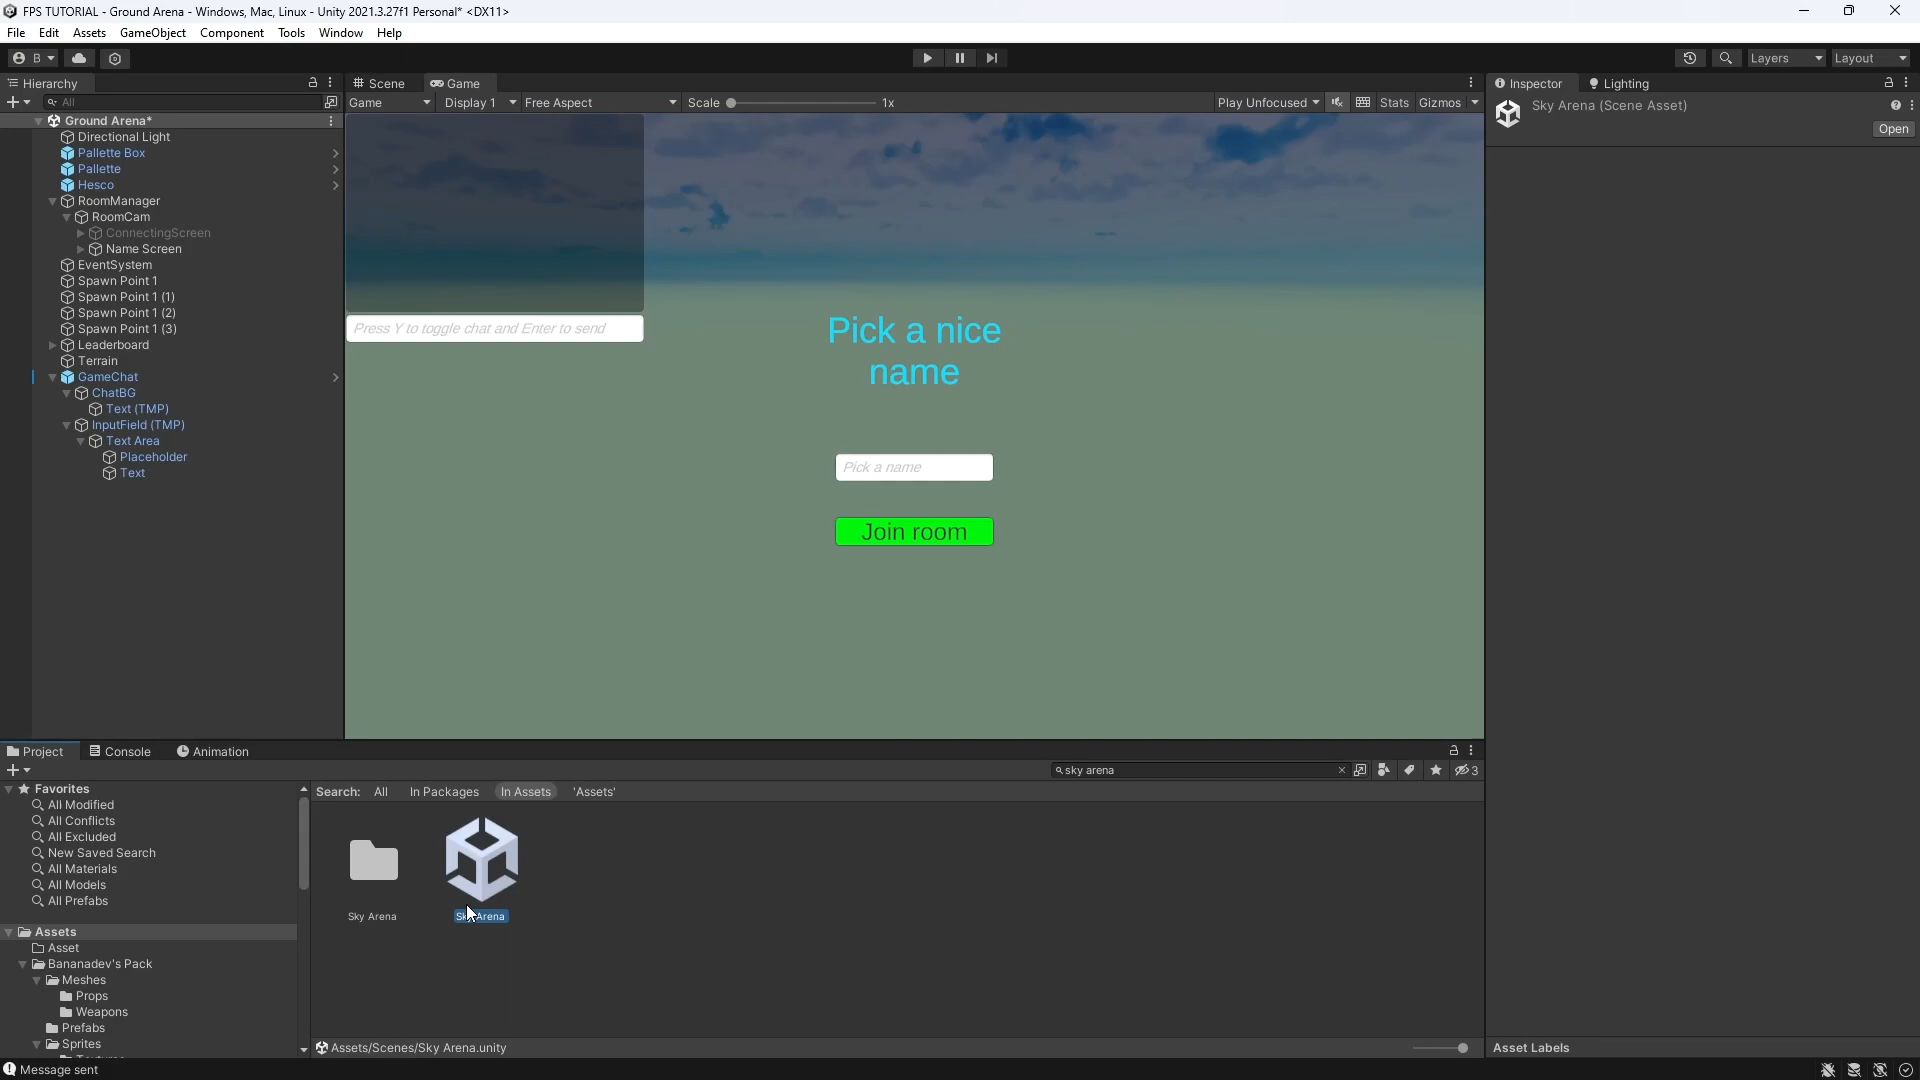 FPS TUTORIAL - Ground Arena - Windows, Mac, Linux - Unity 2021.3.27f1 Personal* <DX11>
File Edit Assets GameObject Component Tools Window Help
B Layers Layout
Hierarchy
All
Ground Arena*
Directional Light
Pallette Box
Pallette
Hesco
RoomManager
RoomCam
ConnectingScreen
Name Screen
EventSystem
Spawn Point 1
Spawn Point 1 (1)
Spawn Point 1 (2)
Spawn Point 1 (3)
Leaderboard
Terrain
GameChat
ChatBG
Text (TMP)
InputField (TMP)
Text Area
Placeholder
Text
Scene Game
Game Display 1 Free Aspect Scale 1x Play Unfocused Stats Gizmos
Press Y to toggle chat and Enter to send
Pick a nice
name
Pick a name
Join room
Inspector Lighting
Sky Arena (Scene Asset)
Open
Project Console Animation
sky arena 3
Favorites
All Modified
All Conflicts
All Excluded
New Saved Search
All Materials
All Models
All Prefabs
Assets
Asset
Bananadev's Pack
Meshes
Props
Weapons
Prefabs
Sprites
Search: All In Packages In Assets 'Assets'
Sky Arena
Sky Arena
Assets/Scenes/Sky Arena.unity
Asset Labels
Message sent